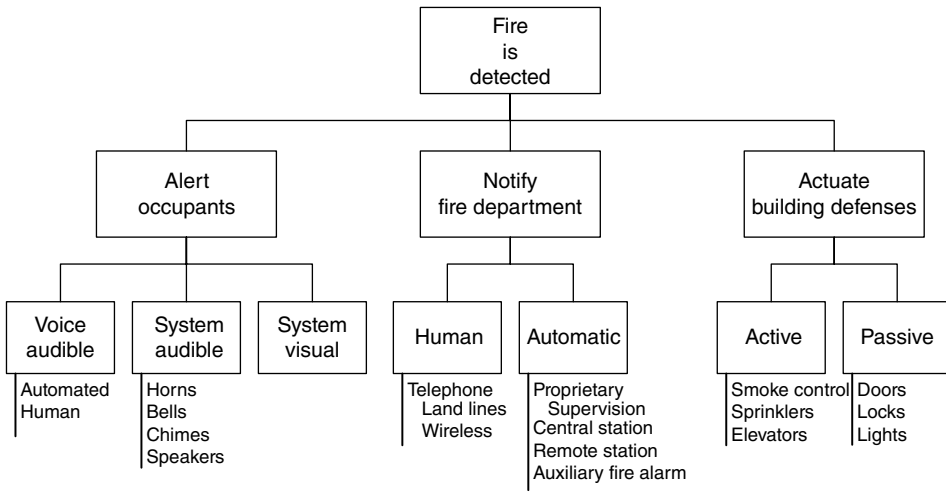 Fire
is
detected
Alert
occupants
Notify
fire department
Actuate
building defenses
Voice
audible
System
audible
System
visual
Human
Automatic
Active
Passive
Automated
Human
Horns
Bells
Chimes
Speakers
Telephone
Land lines
Wireless
Proprietary
Supervision
Central station
Remote station
Auxiliary fire alarm
Smoke control
Sprinklers
Elevators
Doors
Locks
Lights